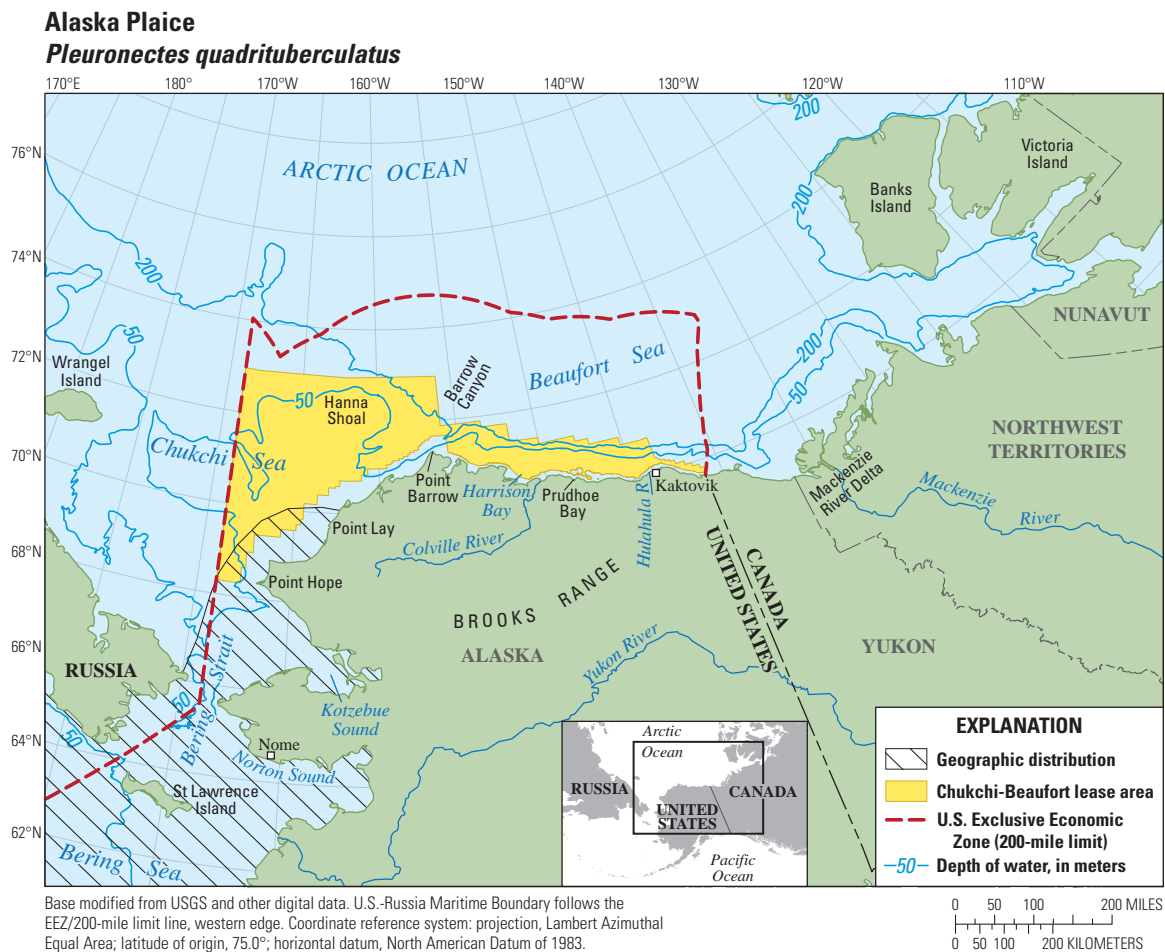 Alaska Plaice
Pleuronectes quadrituberculatus
170°E 180° 170°W 160°W 150°W 140°W 130°W 120°W 110°W
76°N
74°N
72°N
70°N
68°N
66°N
64°N
62°N
ARCTIC OCEAN
200
200
200
Banks
Island
Victoria
Island
NUNAVUT
200
50
Wrangel
Island
Beaufort Sea
Barrow
Canyon
50
Hanna
Shoal
200
50
Chukchi Sea
NORTHWEST
TERRITORIES
Point
Barrow
Harrison
Bay
Prudhoe
Bay
Hulahula R
Kaktovik
Mackenzie
River Delta
Mackenzie River
Point Lay
Colville River
Point Hope
CANADA
UNITED STATES
BROOKS RANGE
ALASKA
YUKON
Yukon River
RUSSIA
Bering Strait
50
50
Kotzebue
Sound
Nome
Norton Sound
St Lawrence
Island
Bering Sea
Arctic
Ocean
RUSSIA
CANADA
UNITED
STATES
Pacific
Ocean
EXPLANATION
Geographic distribution
Chukchi-Beaufort lease area
U.S. Exclusive Economic
Zone (200-mile limit)
50 Depth of water, in meters
Base modified from USGS and other digital data. U.S.-Russia Maritime Boundary follows the
EEZ/200-mile limit line, western edge. Coordinate reference system: projection, Lambert Azimuthal
Equal Area; latitude of origin, 75.0°; horizontal datum, North American Datum of 1983.
0 50 100 200 MILES
0 50 100 200 KILOMETERS